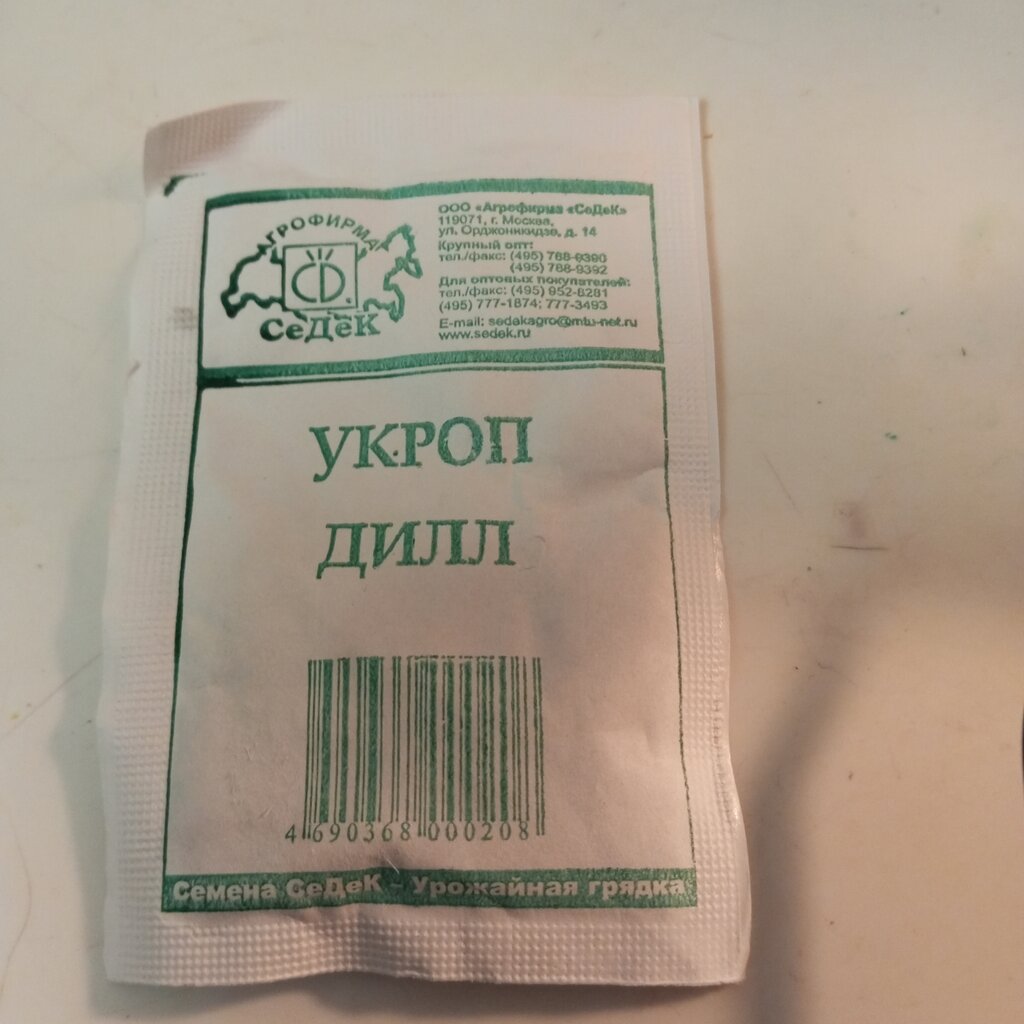 АГРОФИРМА
СеДеК
ООО «Агрофирма «СеДеК»
119071, г. Москва,
ул. Орджоникидзе, д. 14
Крупный опт:
тел./факс: (495) 788-9390
(495) 788-9392
Для оптовых покупателей:
тел./факс: (495) 952-8281
(495) 777-1874; 777-3493
E-mail: sedekagro@mtu-net.ru
www.sedek.ru
УКРОП
ДИЛЛ
4 690368 000208
Семена СеДеК - Урожайная грядка